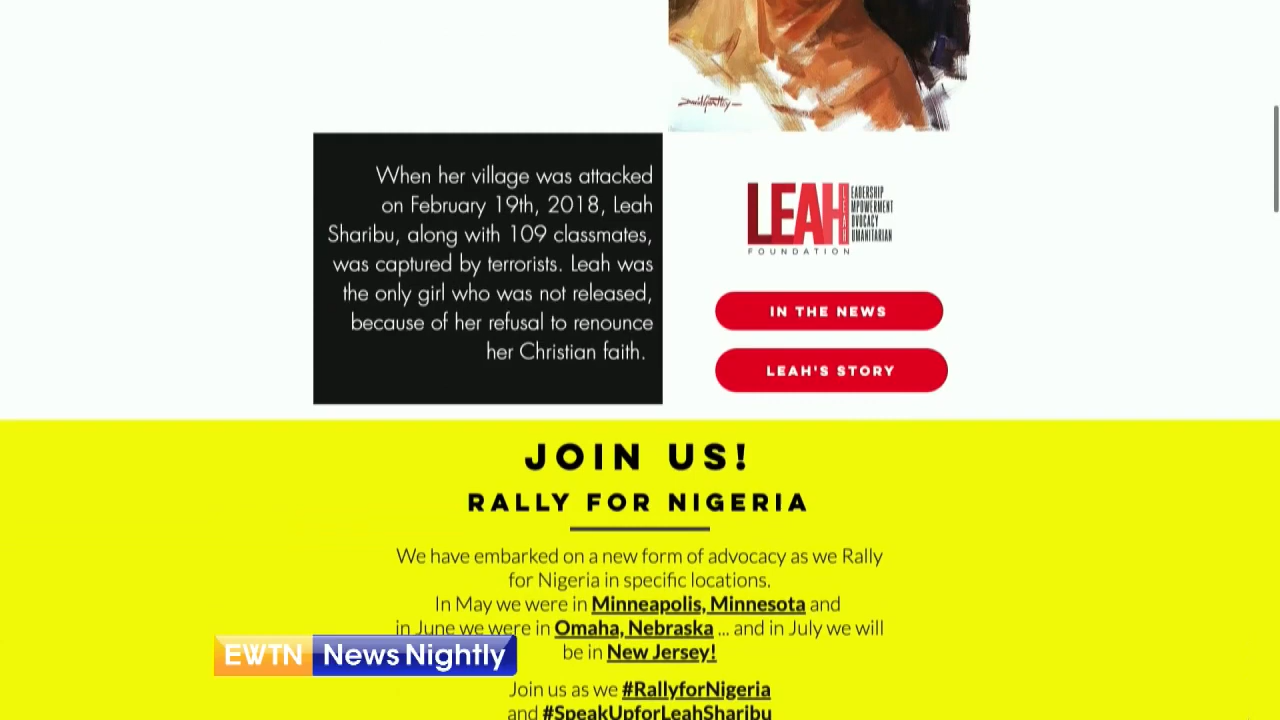 When her village was attacked
on February 19th, 2018, Leah
Sharibu, along with 109 classmates,
was captured by terrorists. Leah was
the only girl who was not released,
because of her refusal to renounce
her Christian faith.
LEAH
EADERSHIP
MPOWERMENT
DVOCACY
UMANITARIAN
FOUNDATION
IN THE NEWS
LEAH'S STORY
JOIN US!
RALLY FOR NIGERIA
We have embarked on a new form of advocacy as we Rally
for Nigeria in specific locations.
In May we were in Minneapolis, Minnesota and
in June we were in Omaha, Nebraska ... and in July we will
be in New Jersey!
EWTN News Nightly
Join us as we #RallyforNigeria
and #SpeakUpforLeahSharibu